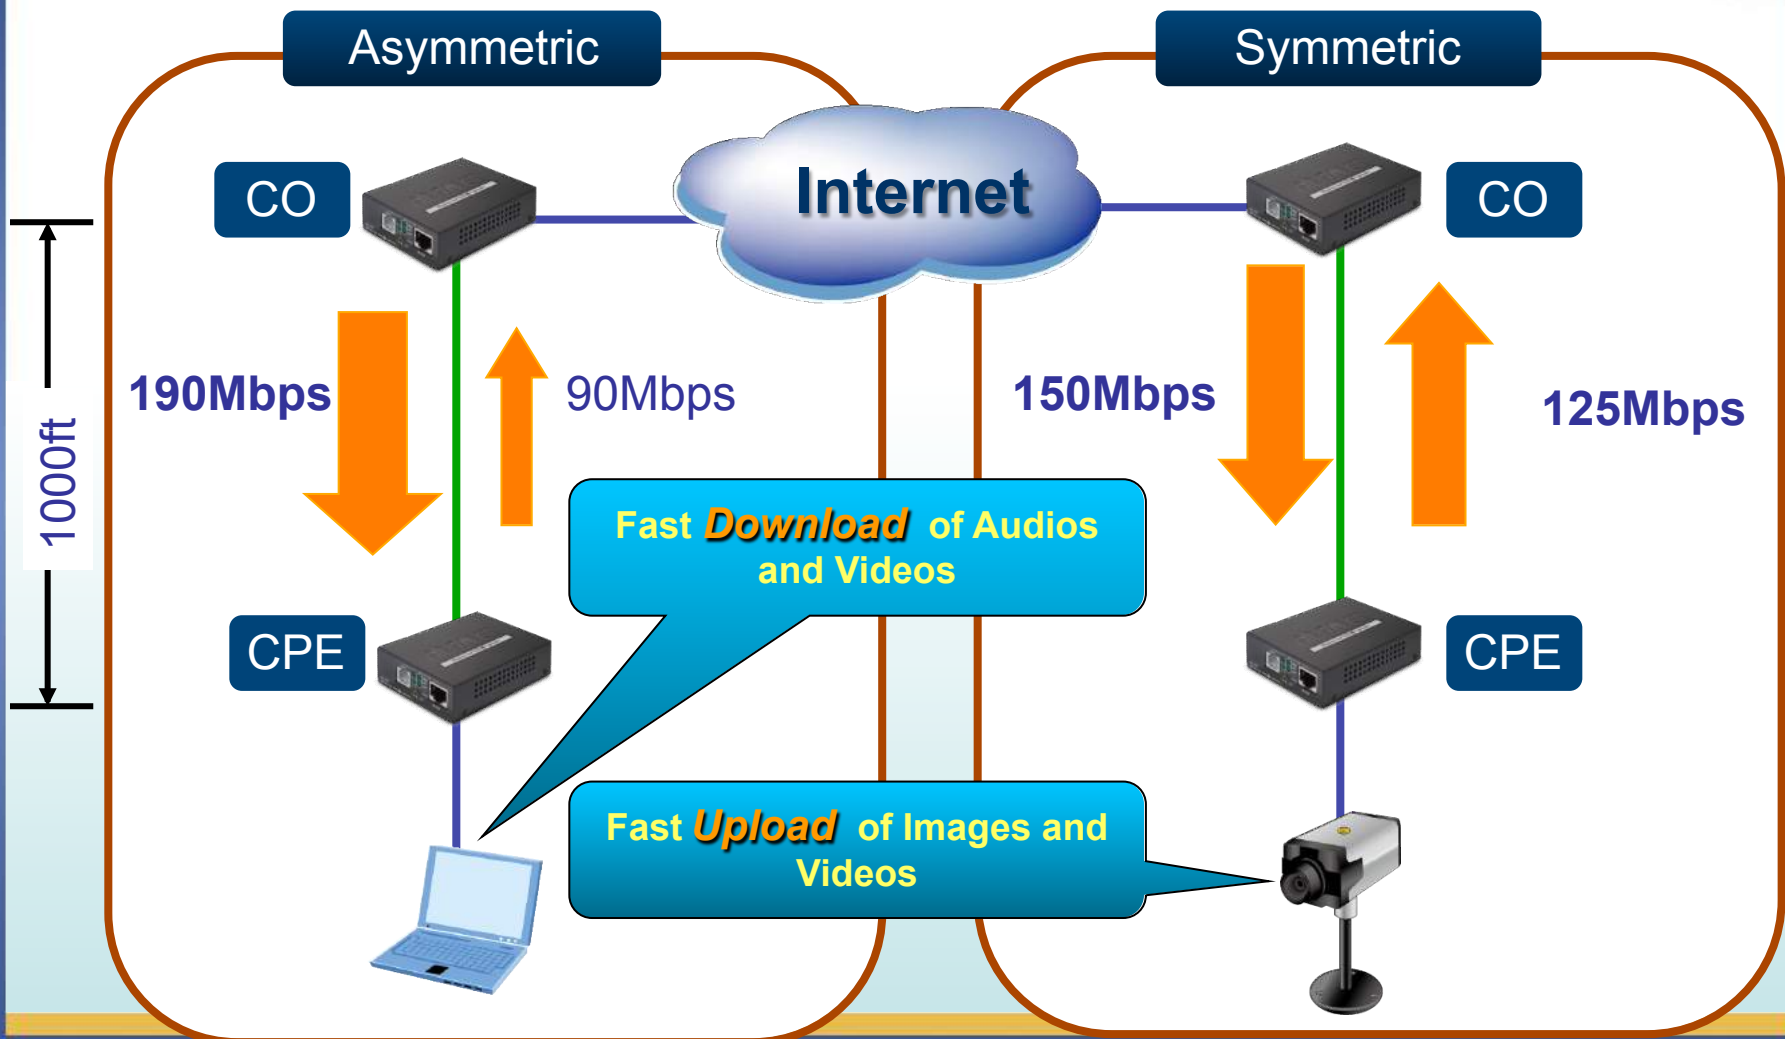 Asymmetric
Symmetric
Internet
CO
CO
190Mbps
90Mbps
150Mbps
125Mbps
1000ft
Fast Download of Audios
and Videos
CPE
CPE
Fast Upload of Images and
Videos